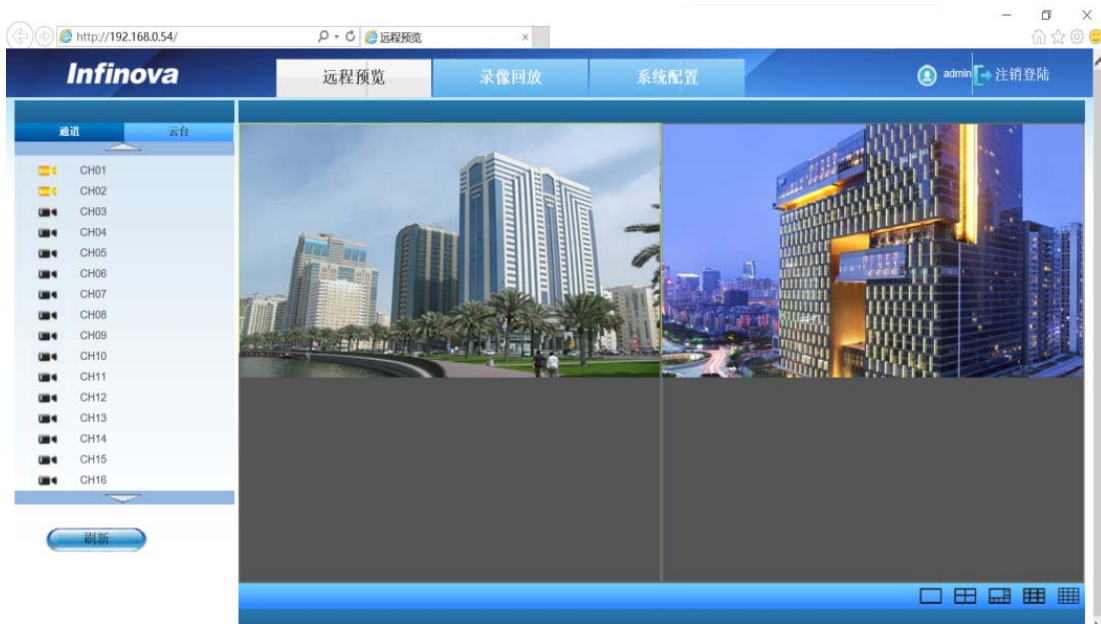 http://192.168.0.54/
远程预览
Infinova
远程预览 录像回放 系统配置
admin 注销登陆
通道 云台
CH01
CH02
CH03
CH04
CH05
CH06
CH07
CH08
CH09
CH10
CH11
CH12
CH13
CH14
CH15
CH16
刷新